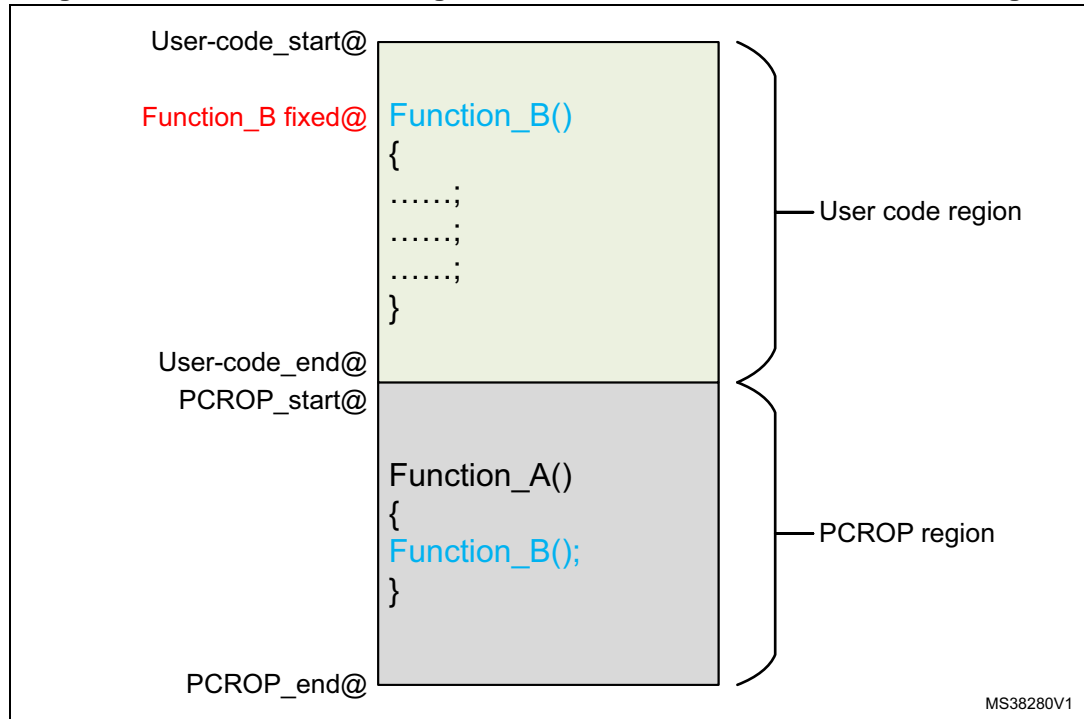 User-code_start@
Function_B fixed@
Function_B()
{
……;
……;
……;
}
User code region
User-code_end@
PCROP_start@
Function_A()
{
Function_B();
}
PCROP region
PCROP_end@
MS38280V1